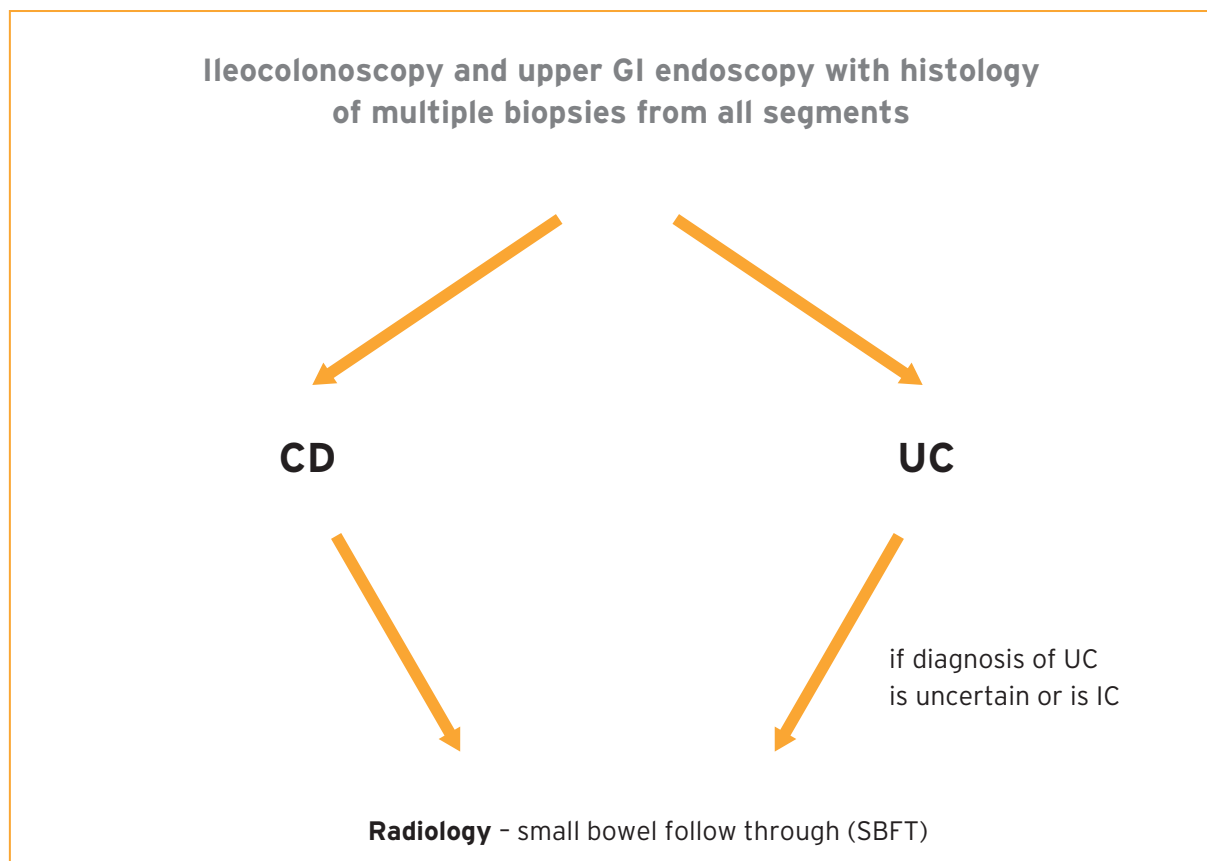 Ileocolonoscopy and upper GI endoscopy with histology
of multiple biopsies from all segments
CD
UC
if diagnosis of UC
is uncertain or is IC
Radiology – small bowel follow through (SBFT)